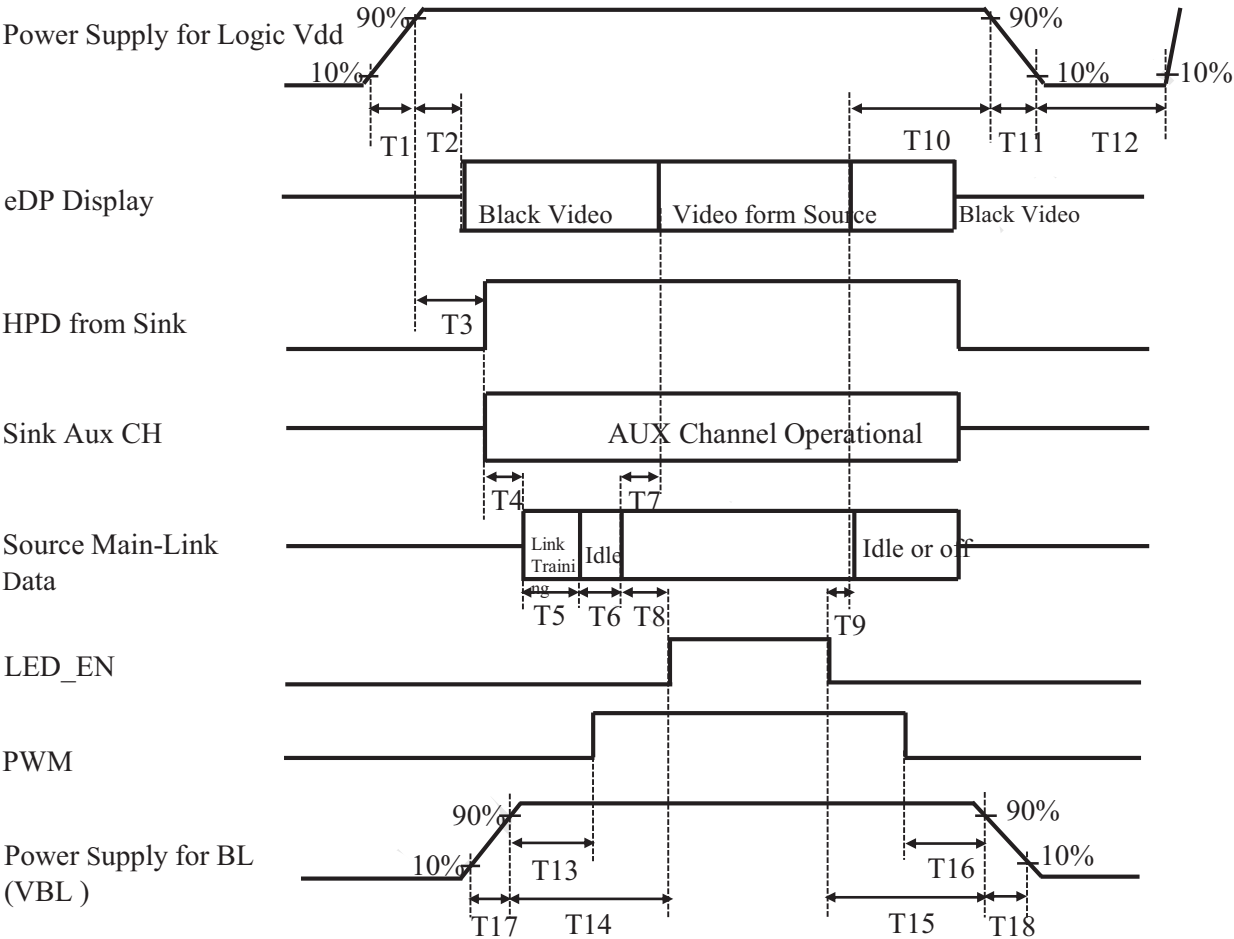 90%
90%
Power Supply for Logic Vdd
10%
10%
10%
T1
T2
T10
T11
T12
eDP Display
Black Video
Video form Source
Black Video
HPD from Sink
T3
Sink Aux CH
AUX Channel Operational
T4
T7
Source Main-Link
Data
Link
Traini
ng
Idle
Idle or off
T5
T6
T8
T9
LED_EN
PWM
90%
90%
Power Supply for BL
(VBL )
10%
10%
T13
T16
T17
T14
T15
T18